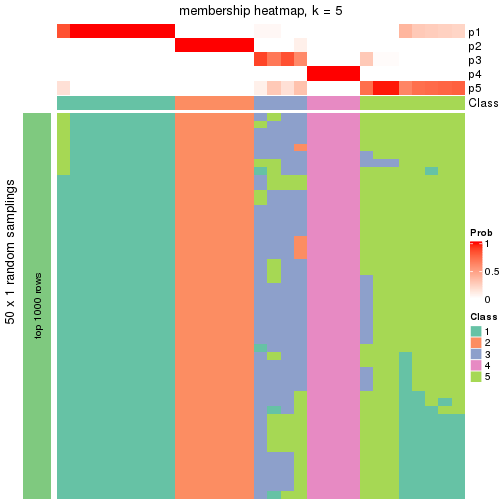 membership heatmap, k = 5
p1
p2
p3
p4
p5
Class
50 x 1 random samplings
top 1000 rows
Prob
1
0.5
0
Class
1
2
3
4
5